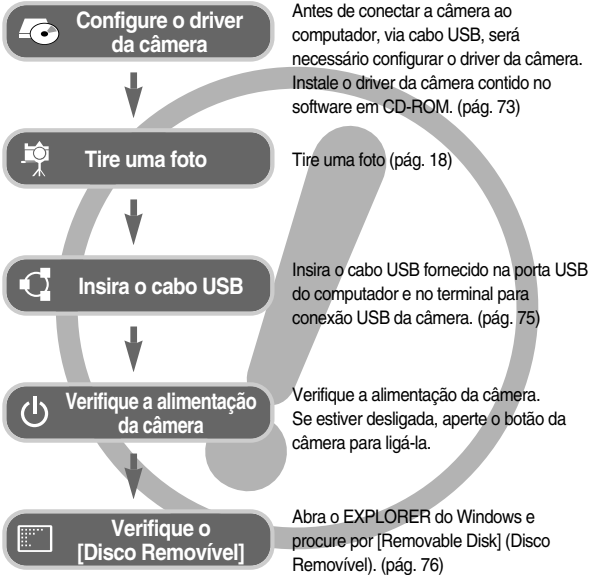 Configure o driver
da câmera
Antes de conectar a câmera ao
computador, via cabo USB, será
necessário configurar o driver da câmera.
Instale o driver da câmera contido no
software em CD-ROM. (pág. 73)
Tire uma foto
Tire uma foto (pág. 18)
Insira o cabo USB
Insira o cabo USB fornecido na porta USB
do computador e no terminal para
conexão USB da câmera. (pág. 75)
Verifique a alimentação
da câmera
Verifique a alimentação da câmera.
Se estiver desligada, aperte o botão da
câmera para ligá-la.
Verifique o
[Disco Removível]
Abra o EXPLORER do Windows e
procure por [Removable Disk] (Disco
Removível). (pág. 76)